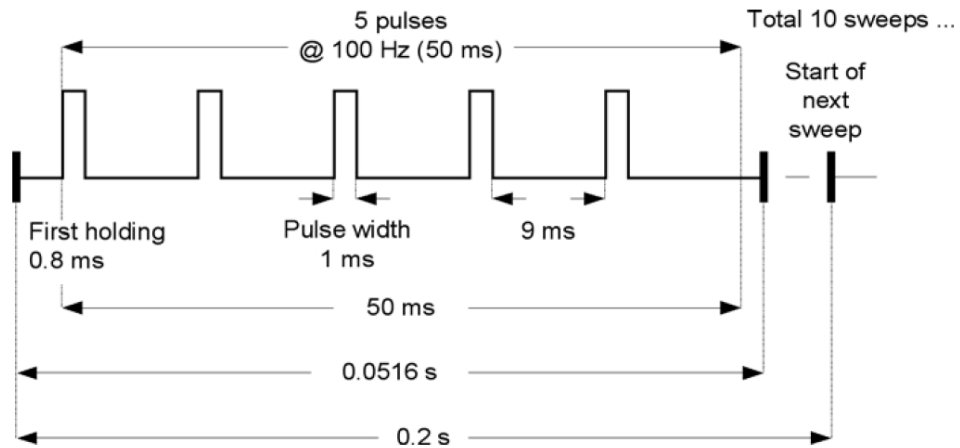 5 pulses
@ 100 Hz (50 ms)
Total 10 sweeps ...
Start of
next
sweep
First holding
0.8 ms
Pulse width
1 ms
9 ms
50 ms
0.0516 s
0.2 s